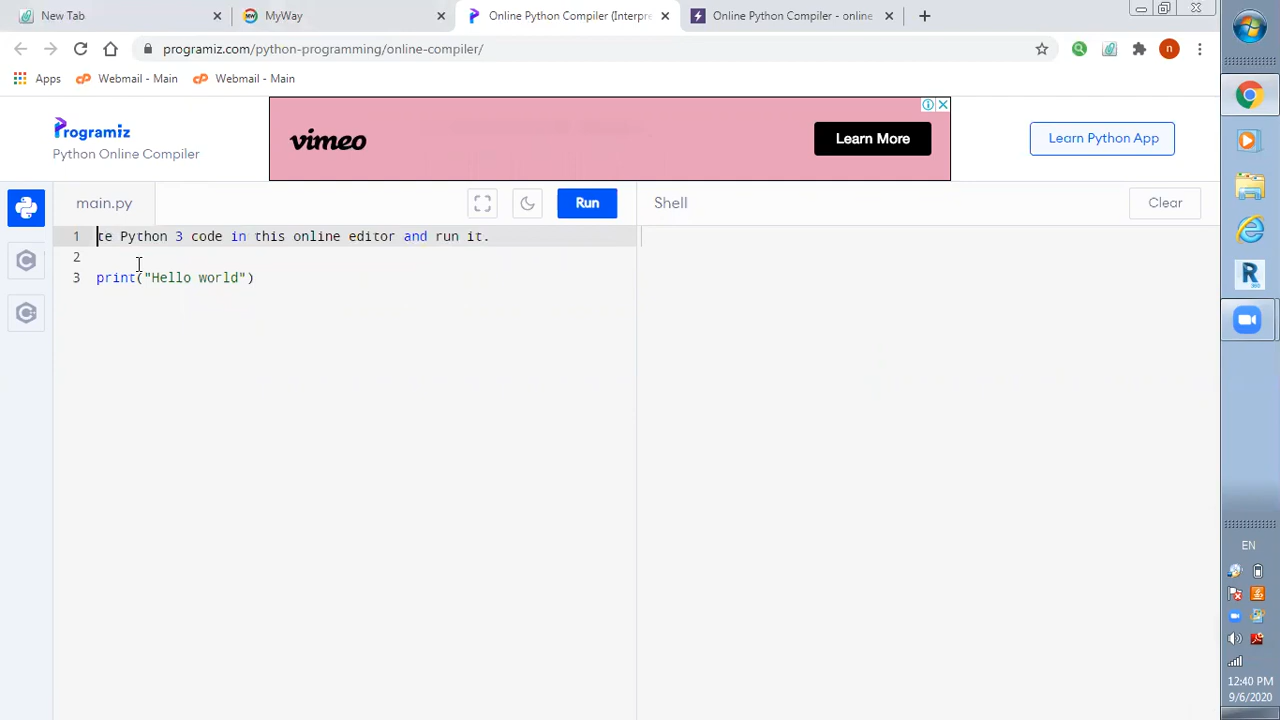 New Tab
MyWay
Online Python Compiler (Interpre
Online Python Compiler - online
programiz.com/python-programming/online-compiler/
n
Apps
Webmail - Main
Webmail - Main
Programiz
Python Online Compiler
vimeo
Learn More
Learn Python App
main.py
Run
Shell
Clear
1 te Python 3 code in this online editor and run it.
2
3 print("Hello world")
EN
12:40 PM
9/6/2020